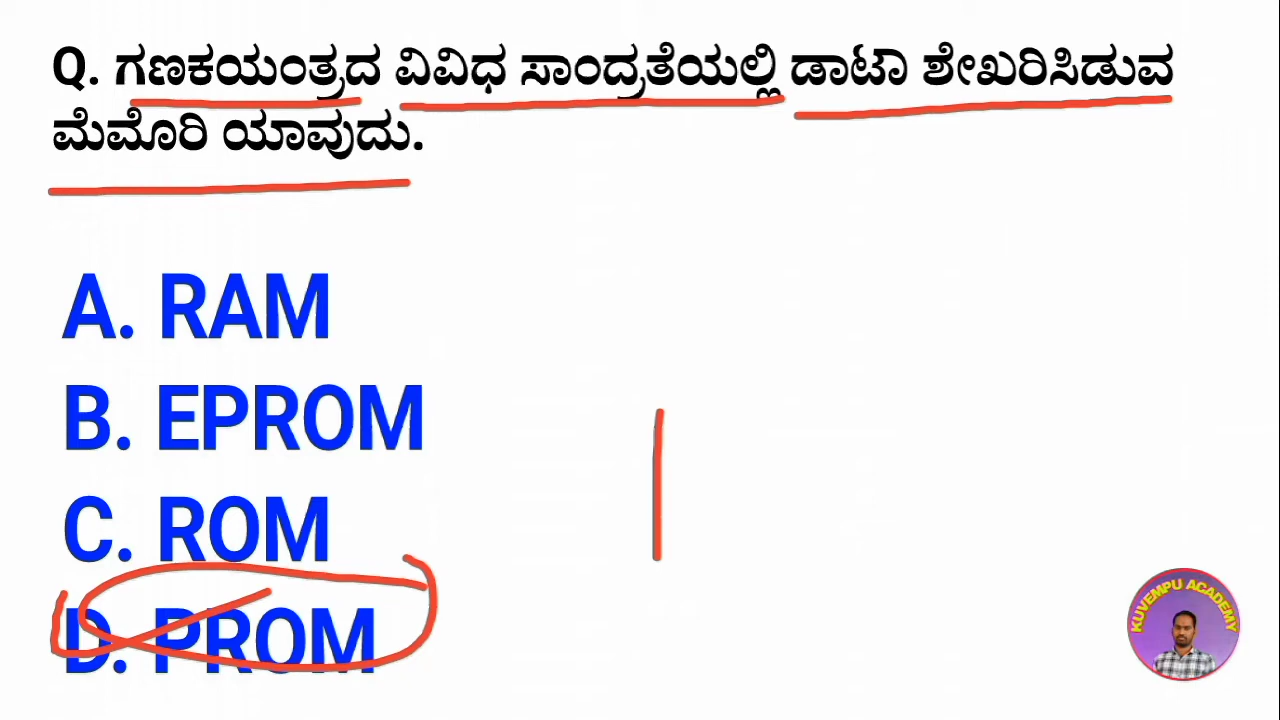 Q. ಗಣಕಯಂತ್ರದ ವಿವಿಧ ಸಾಂದ್ರತೆಯಲ್ಲಿ ಡಾಟಾ ಶೇಖರಿಸಿಡುವ
ಮೆಮೊರಿ ಯಾವುದು.
A. RAM
B. EPROM
C. ROM
D. PROM
KUVEMPU ACADEMY